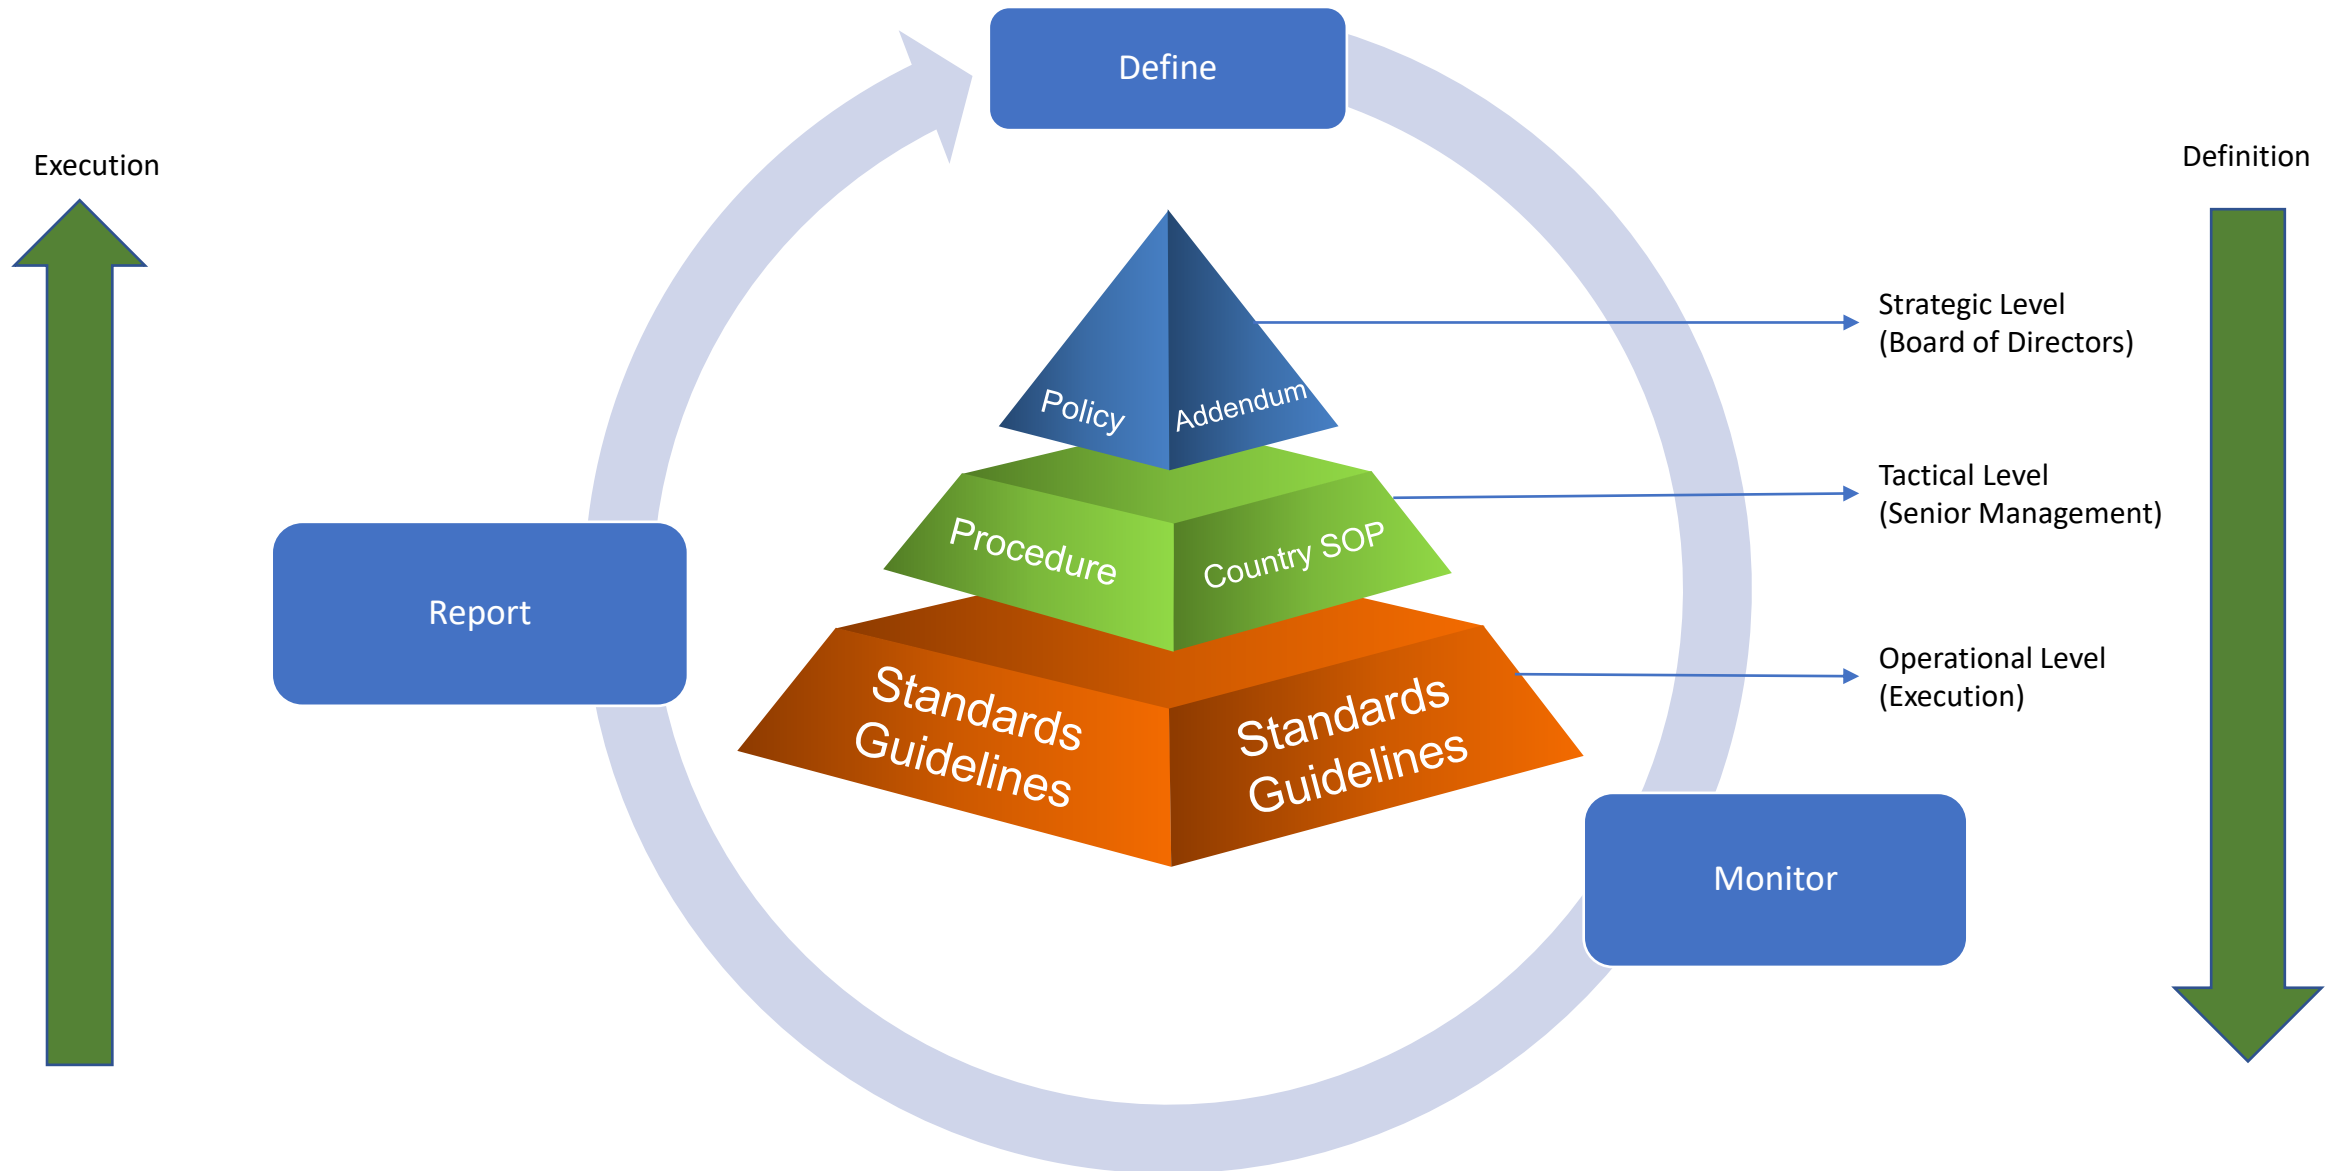 Define
Execution
Definition
Strategic Level
(Board of Directors)
Policy
Addendum
Tactical Level
(Senior Management)
Procedure
Country SOP
Report
Operational Level
(Execution)
Standards
Guidelines
Standards
Guidelines
Monitor